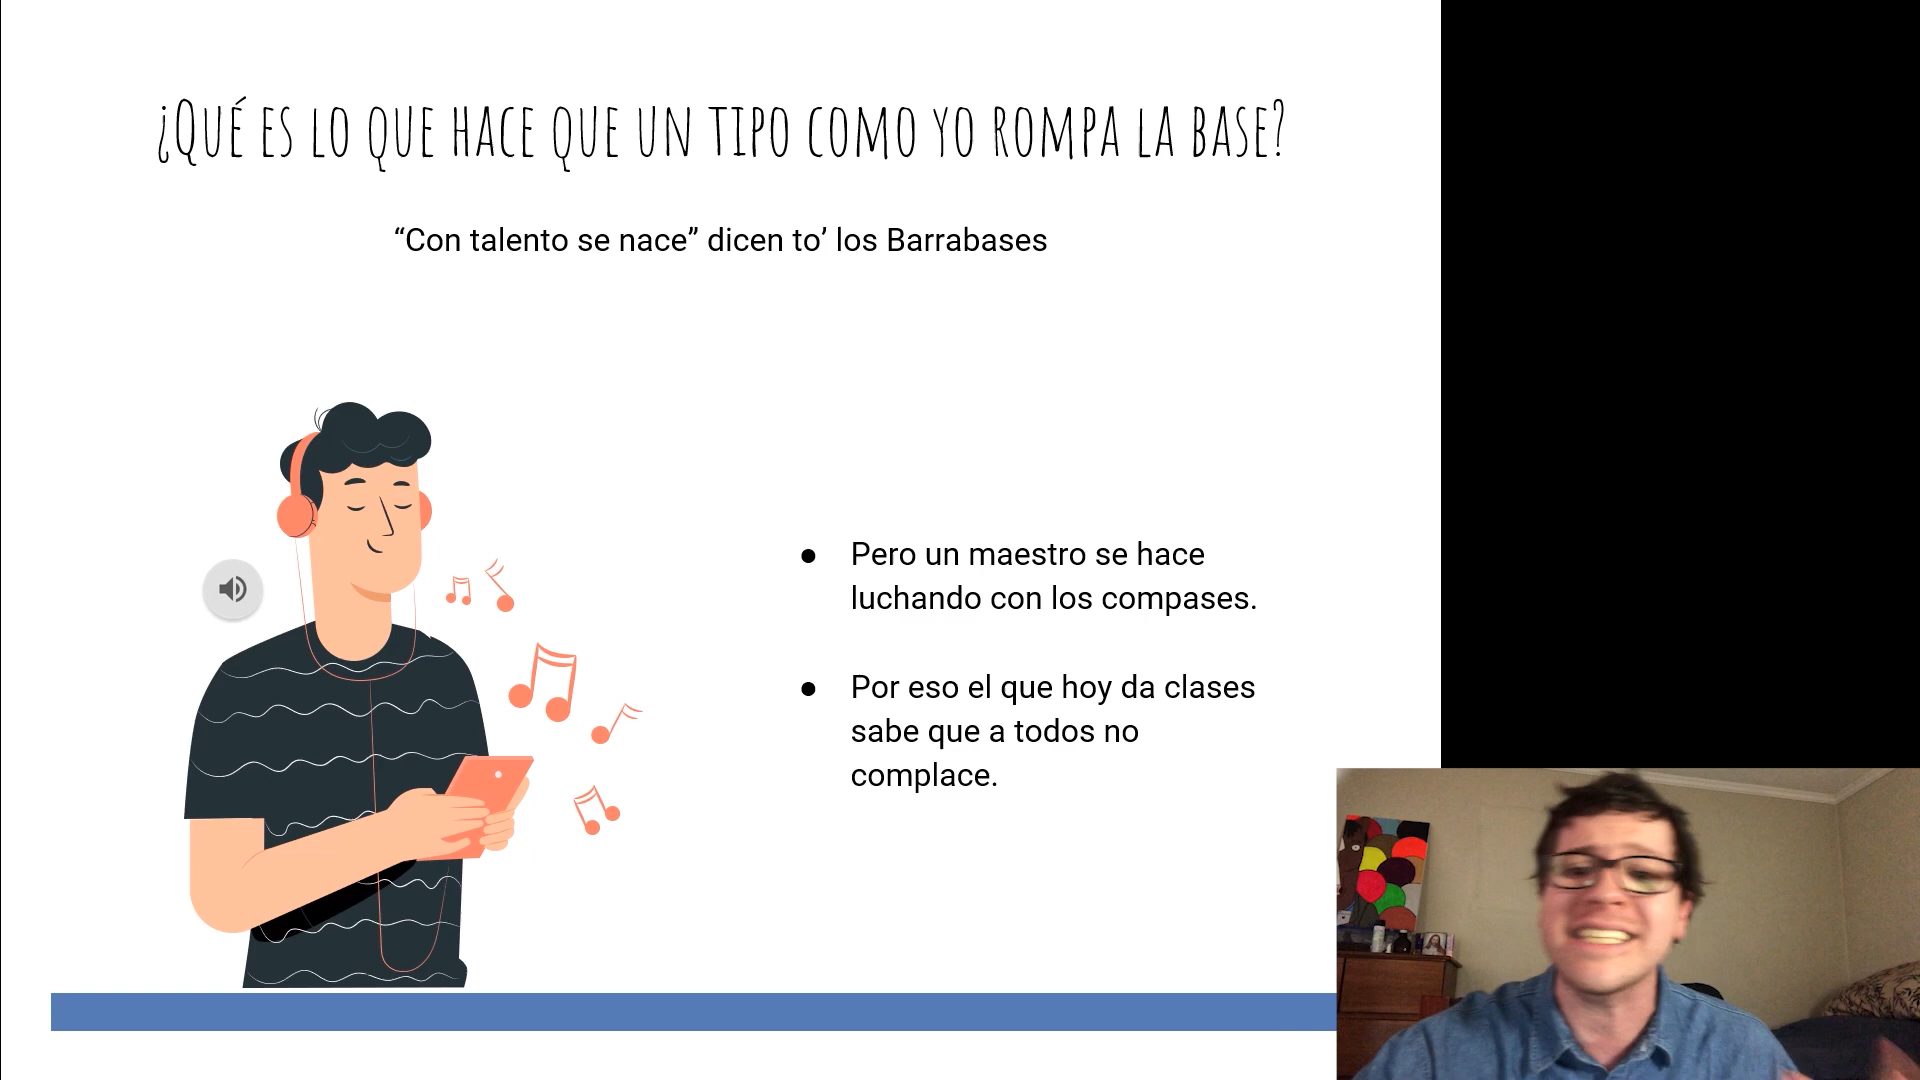 ¿Qué es lo que hace que un tipo como yo rompa la base?
“Con talento se nace” dicen to’ los Barrabases
● Pero un maestro se hace
luchando con los compases.
● Por eso el que hoy da clases
sabe que a todos no
complace.